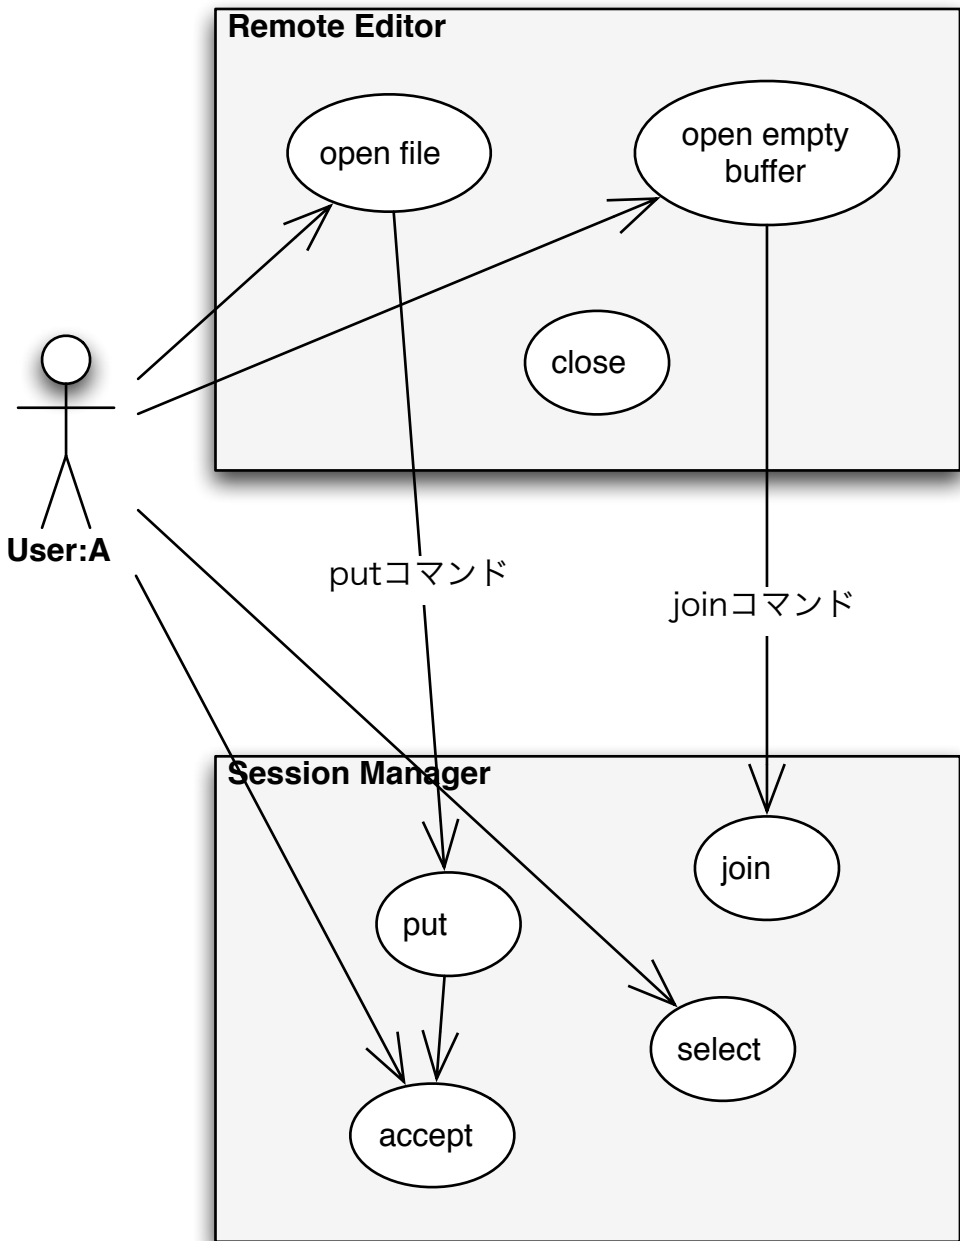 Remote Editor
open file
open empty
buffer
close
User:A
putコマンド
joinコマンド
Session Manager
join
put
select
accept